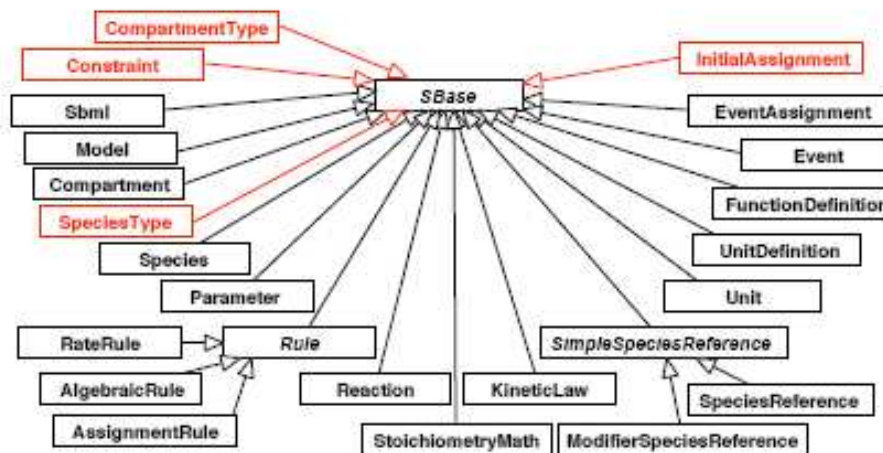 CompartmentType
Constraint
InitialAssignment
SBase
Sbml
EventAssignment
Model
Event
Compartment
FunctionDefinition
SpeciesType
UnitDefinition
Species
Parameter
Unit
RateRule
Rule
SimpleSpeciesReference
AlgebraicRule
Reaction
KineticLaw
SpeciesReference
AssignmentRule
StoichiometryMath
ModifierSpeciesReference